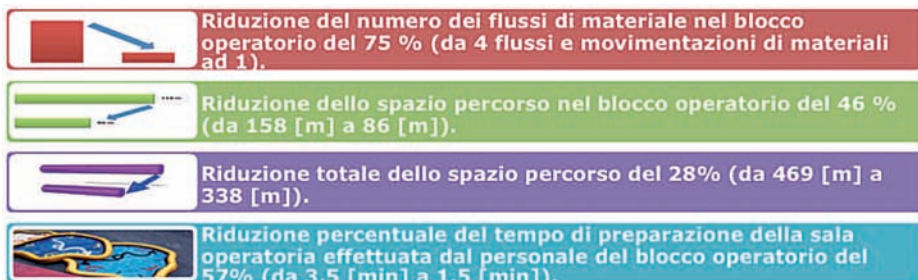 Riduzione del numero dei flussi di materiale nel blocco
operatorio del 75 % (da 4 flussi e movimentazioni di materiali
ad 1).
Riduzione dello spazio percorso nel blocco operatorio del 46 %
(da 158 [m] a 86 [m]).
Riduzione totale dello spazio percorso del 28% (da 469 [m] a
338 [m]).
Riduzione percentuale del tempo di preparazione della sala
operatoria effettuata dal personale del blocco operatorio del
57% (da 3,5 [min] a 1,5 [min]).